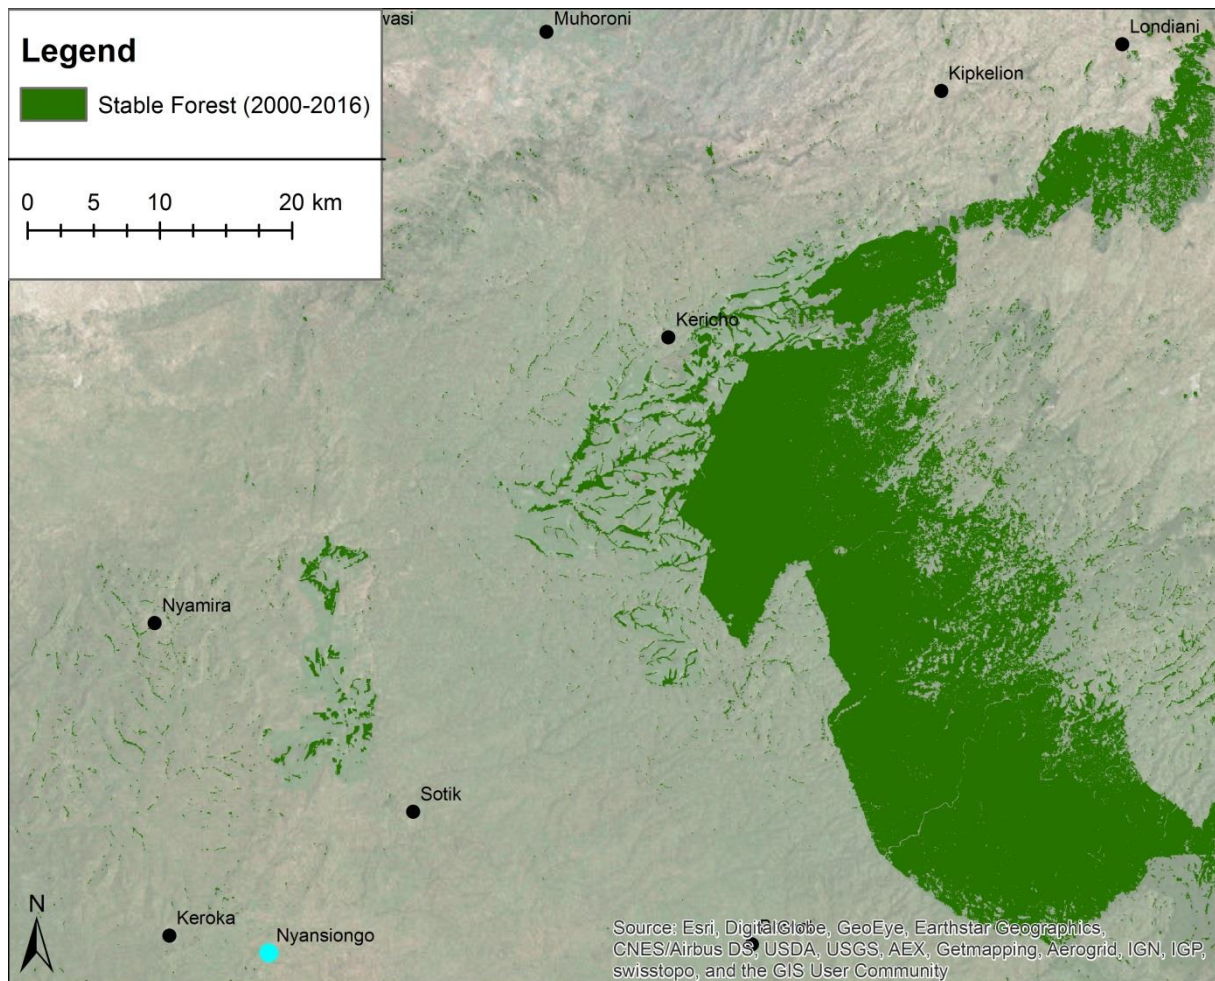 wasi
Muhoroni
Londiani
Legend
Kipkelion
Stable Forest (2000-2016)
0 5 10 20 km
Kericho
Nyamira
Sotik
N
Keroka
Nyansiongo
Source: Esri, DigitalGlobe, GeoEye, Earthstar Geographics,
CNES/Airbus DS, USDA, USGS, AEX, Getmapping, Aerogrid, IGN, IGP,
swisstopo, and the GIS User Community